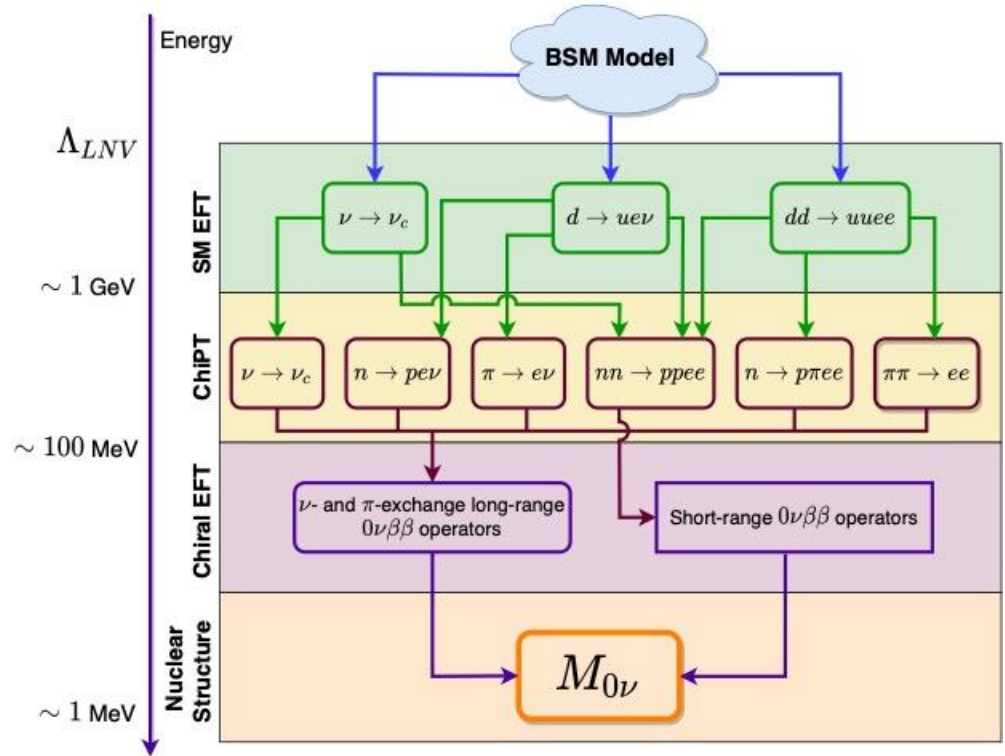 Energy
BSM Model
Λ_LNV
SM EFT
ν → ν_c
d → ueν
dd → uuee
~ 1 GeV
ChiPT
ν → ν_c
n → peν
π → eν
nn → ppee
n → pπee
ππ → ee
~ 100 MeV
Chiral EFT
ν- and π-exchange long-range
0νββ operators
Short-range 0νββ operators
Nuclear
Structure
M_0ν
~ 1 MeV